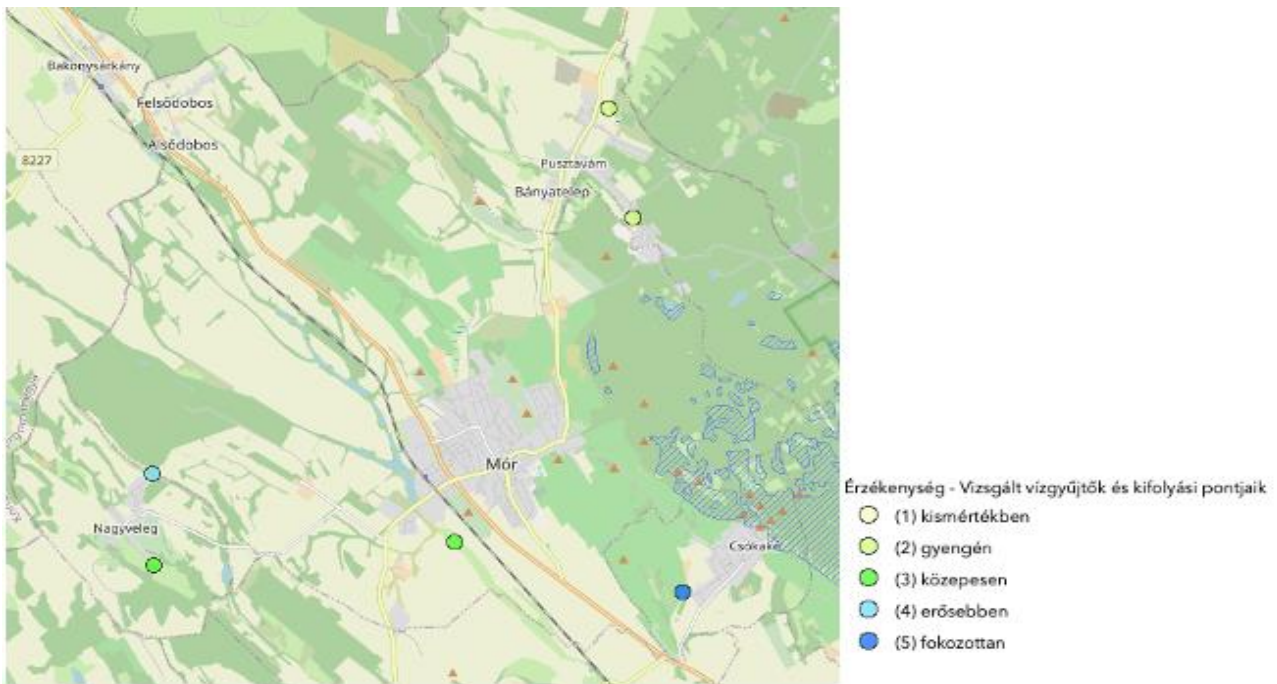 Bakonysárkány
Felsődobos
Alsódobos
8227
Pusztavám
Bányatelep
Mór
Nagyveleg
Érzékenység - Vizsgált vízgyűjtők és kifolyási pontjaik
(1) kismértékben
(2) gyengén
(3) közepesen
(4) erősebben
(5) fokozottan